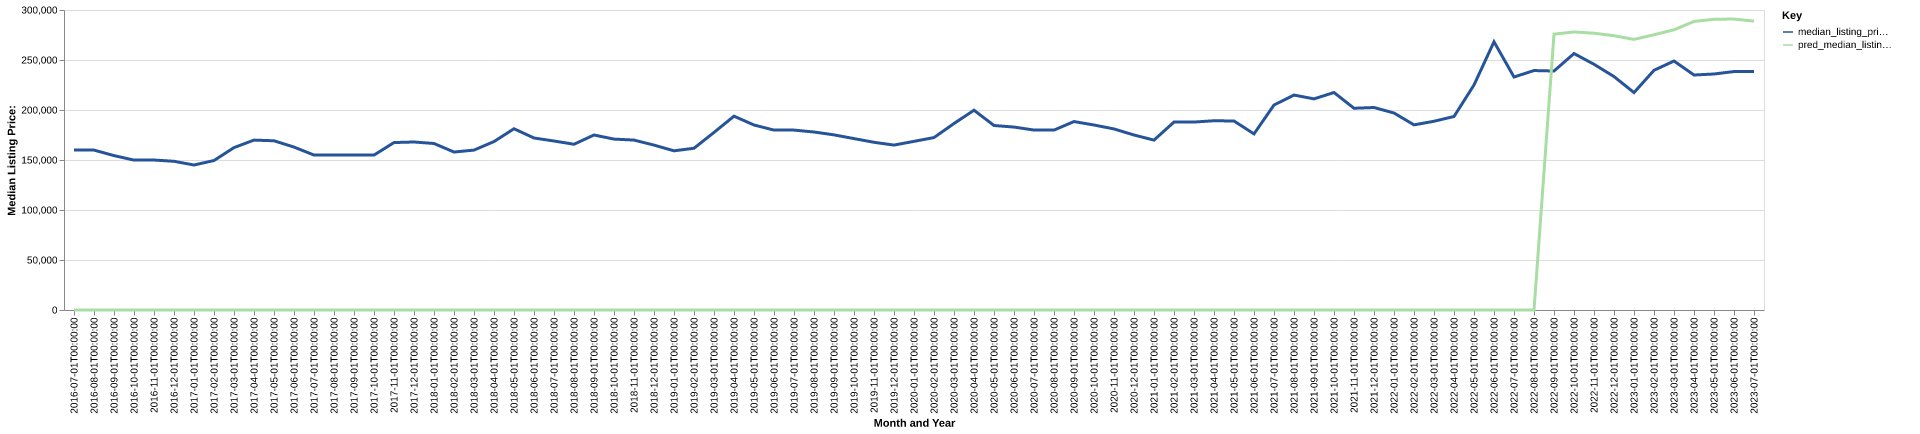 300,000
250,000
200,000
150,000
100,000
50,000
0
Median Listing Price:
2016-07-01T00:00:00
2016-08-01T00:00:00
2016-09-01T00:00:00
2016-10-01T00:00:00
2016-11-01T00:00:00
2016-12-01T00:00:00
2017-01-01T00:00:00
2017-02-01T00:00:00
2017-03-01T00:00:00
2017-04-01T00:00:00
2017-05-01T00:00:00
2017-06-01T00:00:00
2017-07-01T00:00:00
2017-08-01T00:00:00
2017-09-01T00:00:00
2017-10-01T00:00:00
2017-11-01T00:00:00
2017-12-01T00:00:00
2018-01-01T00:00:00
2018-02-01T00:00:00
2018-03-01T00:00:00
2018-04-01T00:00:00
2018-05-01T00:00:00
2018-06-01T00:00:00
2018-07-01T00:00:00
2018-08-01T00:00:00
2018-09-01T00:00:00
2018-10-01T00:00:00
2018-11-01T00:00:00
2018-12-01T00:00:00
2019-01-01T00:00:00
2019-02-01T00:00:00
2019-03-01T00:00:00
2019-04-01T00:00:00
2019-05-01T00:00:00
2019-06-01T00:00:00
2019-07-01T00:00:00
2019-08-01T00:00:00
2019-09-01T00:00:00
2019-10-01T00:00:00
2019-11-01T00:00:00
2019-12-01T00:00:00
2020-01-01T00:00:00
2020-02-01T00:00:00
2020-03-01T00:00:00
2020-04-01T00:00:00
2020-05-01T00:00:00
2020-06-01T00:00:00
2020-07-01T00:00:00
2020-08-01T00:00:00
2020-09-01T00:00:00
2020-10-01T00:00:00
2020-11-01T00:00:00
2020-12-01T00:00:00
2021-01-01T00:00:00
2021-02-01T00:00:00
2021-03-01T00:00:00
2021-04-01T00:00:00
2021-05-01T00:00:00
2021-06-01T00:00:00
2021-07-01T00:00:00
2021-08-01T00:00:00
2021-09-01T00:00:00
2021-10-01T00:00:00
2021-11-01T00:00:00
2021-12-01T00:00:00
2022-01-01T00:00:00
2022-02-01T00:00:00
2022-03-01T00:00:00
2022-04-01T00:00:00
2022-05-01T00:00:00
2022-06-01T00:00:00
2022-07-01T00:00:00
2022-08-01T00:00:00
2022-09-01T00:00:00
2022-10-01T00:00:00
2022-11-01T00:00:00
2022-12-01T00:00:00
2023-01-01T00:00:00
2023-02-01T00:00:00
2023-03-01T00:00:00
2023-04-01T00:00:00
2023-05-01T00:00:00
2023-06-01T00:00:00
2023-07-01T00:00:00
Month and Year
Key
median_listing_pri…
pred_median_listin…